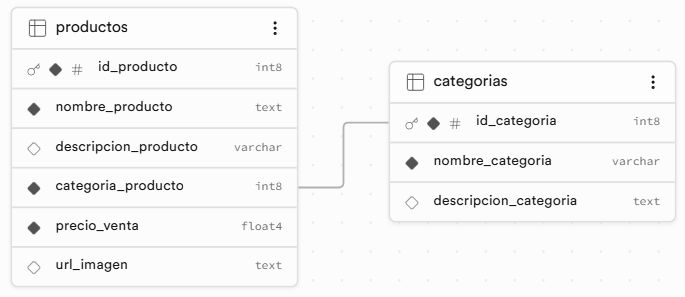 productos
# id_producto int8
nombre_producto text
descripcion_producto varchar
categoria_producto int8
precio_venta float4
url_imagen text
categorias
# id_categoria int8
nombre_categoria varchar
descripcion_categoria text